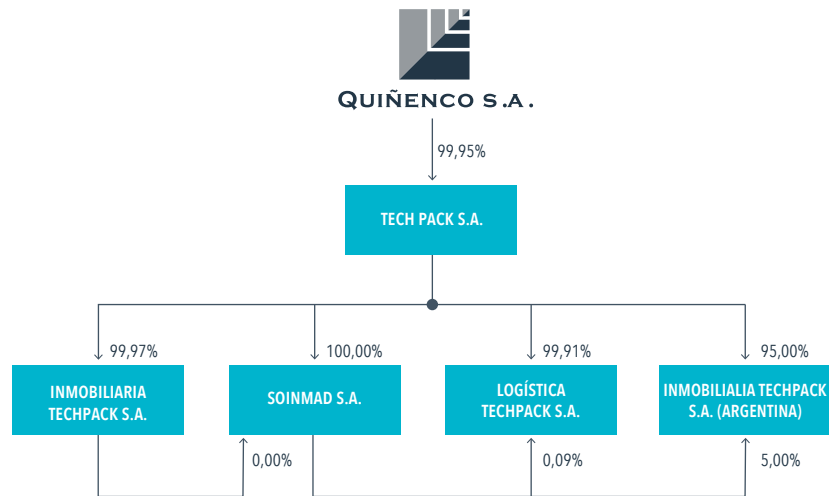 QUIÑENCO S.A.
99,95%
TECH PACK S.A.
99,97%
100,00%
99,91%
95,00%
INMOBILIARIA
TECHPACK S.A.
SOINMAD S.A.
LOGÍSTICA
TECHPACK S.A.
INMOBILIALIA TECHPACK
S.A. (ARGENTINA)
0,00%
0,09%
5,00%